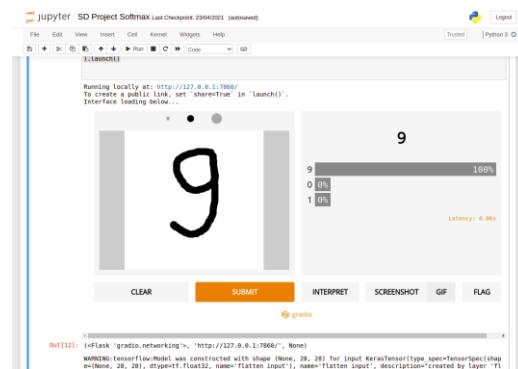 jupyter SD Project Softmax Last Checkpoint: 23/04/2021 (autosaved)
Logout
File Edit View Insert Cell Kernel Widgets Help
Trusted Python 3
Run Code
).launch()
Running locally at: http://127.0.0.1:7860/
To create a public link, set `share=True` in `launch()`.
Interface loading below...
9
9
9 100%
0 0%
1 0%
Latency: 0.06s
CLEAR SUBMIT INTERPRET SCREENSHOT GIF FLAG
gradio
Out[12]: (<Flask 'gradio.networking'>, 'http://127.0.0.1:7860/', None)
WARNING:tensorflow:Model was constructed with shape (None, 28, 28) for input KerasTensor(type_spec=TensorSpec(shap
e=(None, 28, 28), dtype=tf.float32, name='flatten_input'), name='flatten_input', description="created by layer 'fl